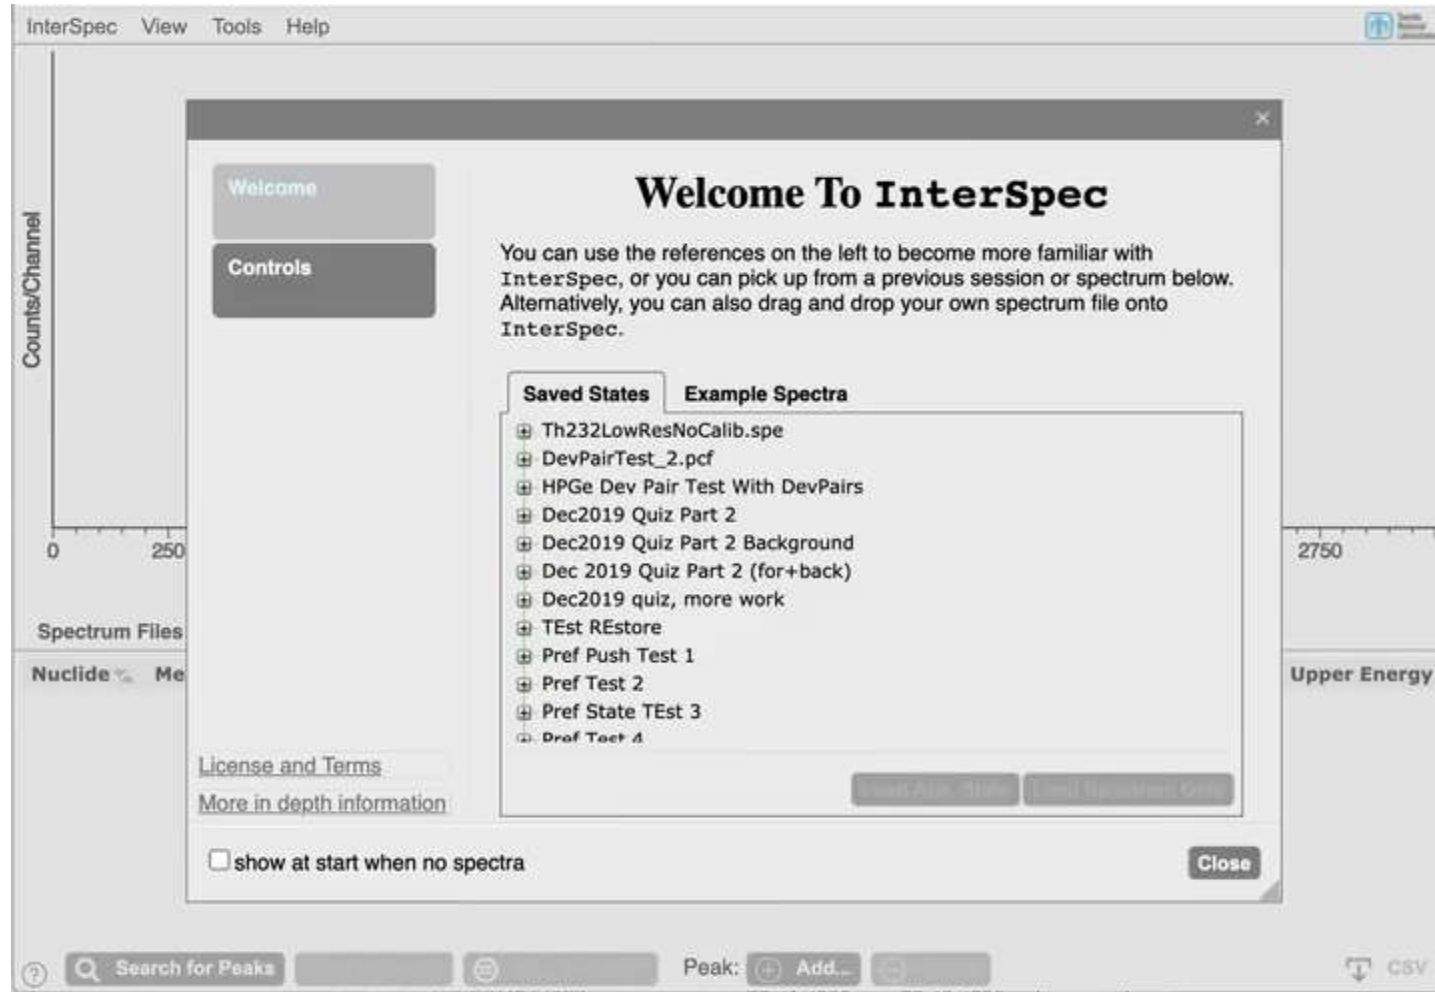 InterSpec View Tools Help
Welcome
Controls
Welcome To InterSpec
You can use the references on the left to become more familiar with
InterSpec, or you can pick up from a previous session or spectrum below.
Alternatively, you can also drag and drop your own spectrum file onto
InterSpec.
Saved States Example Spectra
Th232LowResNoCalib.spe
DevPairTest_2.pcf
HPGe Dev Pair Test With DevPairs
Dec2019 Quiz Part 2
Dec2019 Quiz Part 2 Background
Dec 2019 Quiz Part 2 (for+back)
Dec2019 quiz, more work
TEst REstore
Pref Push Test 1
Pref Test 2
Pref State TEst 3
Pref Test 4
License and Terms
More in depth information
show at start when no spectra
Close
Counts/Channel
0 250 2750
Spectrum Files
Nuclide Me Upper Energy
? Search for Peaks Peak: Add... CSV